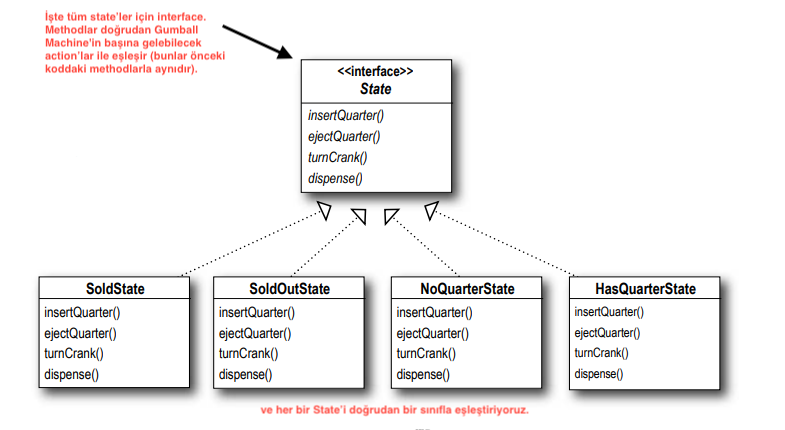 İşte tüm state'ler için interface.
Methodlar doğrudan Gumball
Machine'in başına gelebilecek
action'lar ile eşleşir (bunlar önceki
koddaki methodlarla aynıdır).
<<interface>>
State
insertQuarter()
ejectQuarter()
turnCrank()
dispense()
SoldState
insertQuarter()
ejectQuarter()
turnCrank()
dispense()
SoldOutState
insertQuarter()
ejectQuarter()
turnCrank()
dispense()
NoQuarterState
insertQuarter()
ejectQuarter()
turnCrank()
dispense()
HasQuarterState
insertQuarter()
ejectQuarter()
turnCrank()
dispense()
ve her bir State'i doğrudan bir sınıfla eşleştiriyoruz.